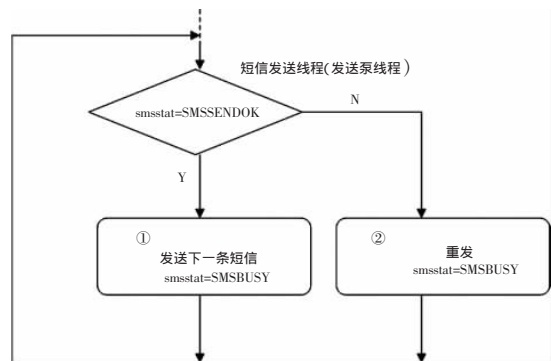 短信发送线程(发送泵线程)
smsstat=SMSSENDOK
N
Y
①
发送下一条短信
smsstat=SMSBUSY
②
重发
smsstat=SMSBUSY